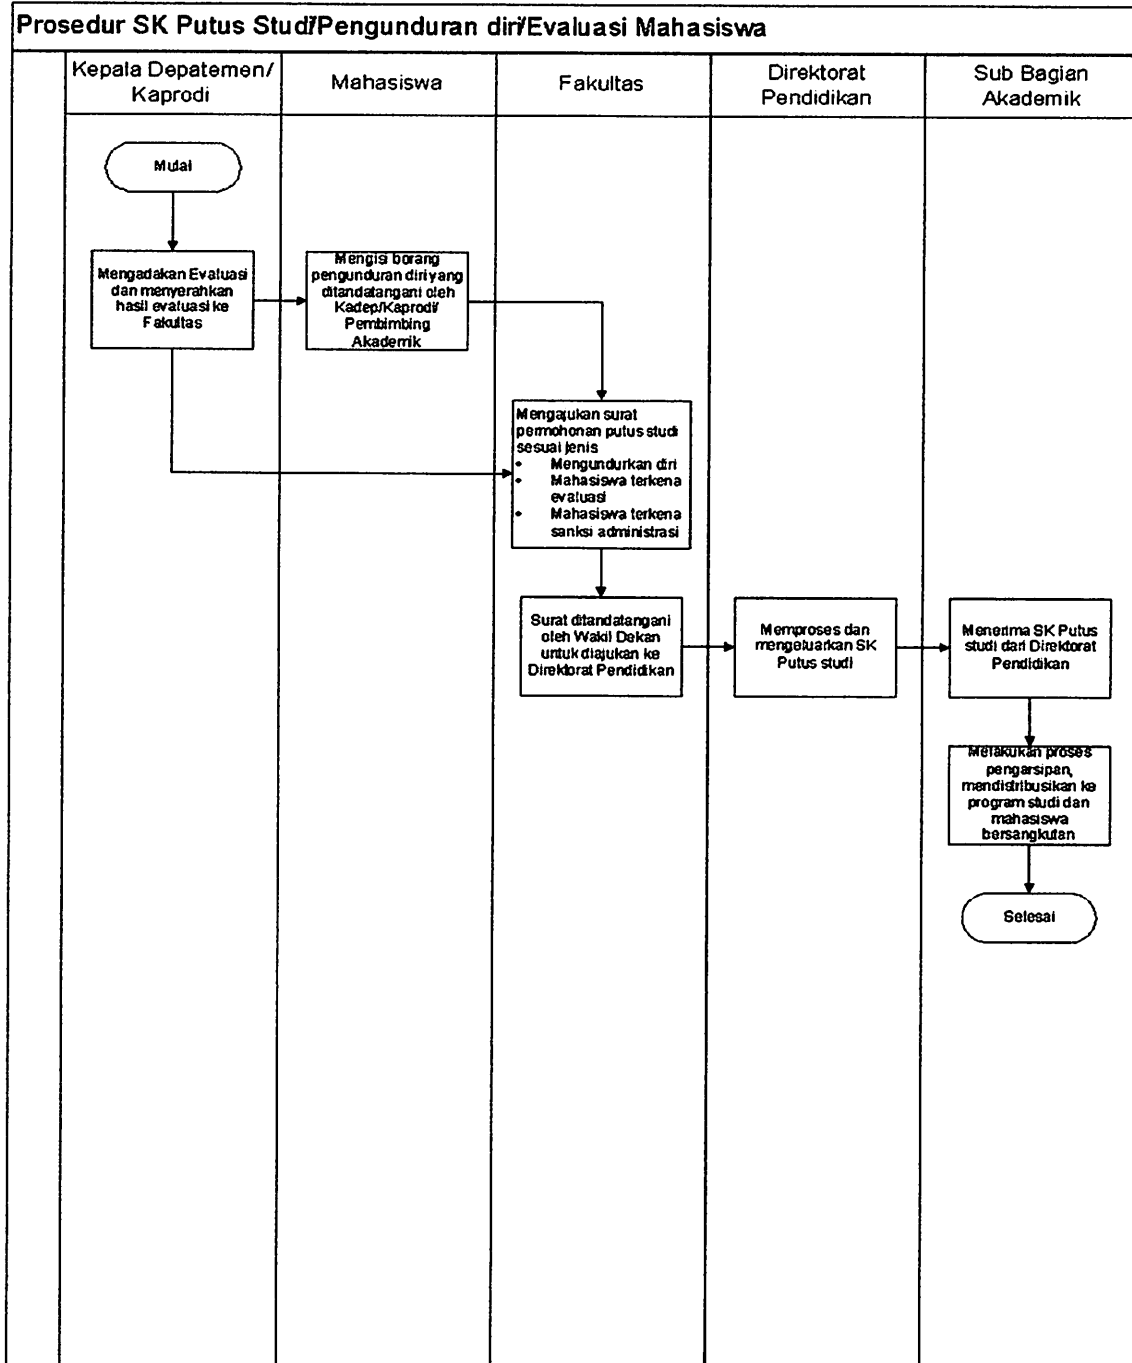 Prosedur SK Putus Studi/Pengunduran diri/Evaluasi Mahasiswa
Kepala Depatemen/
Kaprodi
Mahasiswa
Fakultas
Direktorat
Pendidikan
Sub Bagian
Akademik
Mulai
Mengadakan Evaluasi
dan menyerahkan
hasil evaluasi ke
Fakultas
Mengisi borang
pengunduran diri yang
ditandatangani oleh
Kadep/Kaprodi/
Pembimbing
Akademik
Mengajukan surat
permohonan putus studi
sesuai jenis
• Mengundurkan diri
• Mahasiswa terkena
evaluasi
• Mahasiswa terkena
sanksi administrasi
Surat ditandatangani
oleh Wakil Dekan
untuk diajukan ke
Direktorat Pendidikan
Memproses dan
mengeluarkan SK
Putus studi
Menerima SK Putus
studi dari Direktorat
Pendidikan
Melakukan proses
pengarsipan,
mendistribusikan ke
program studi dan
mahasiswa
bersangkutan
Selesai